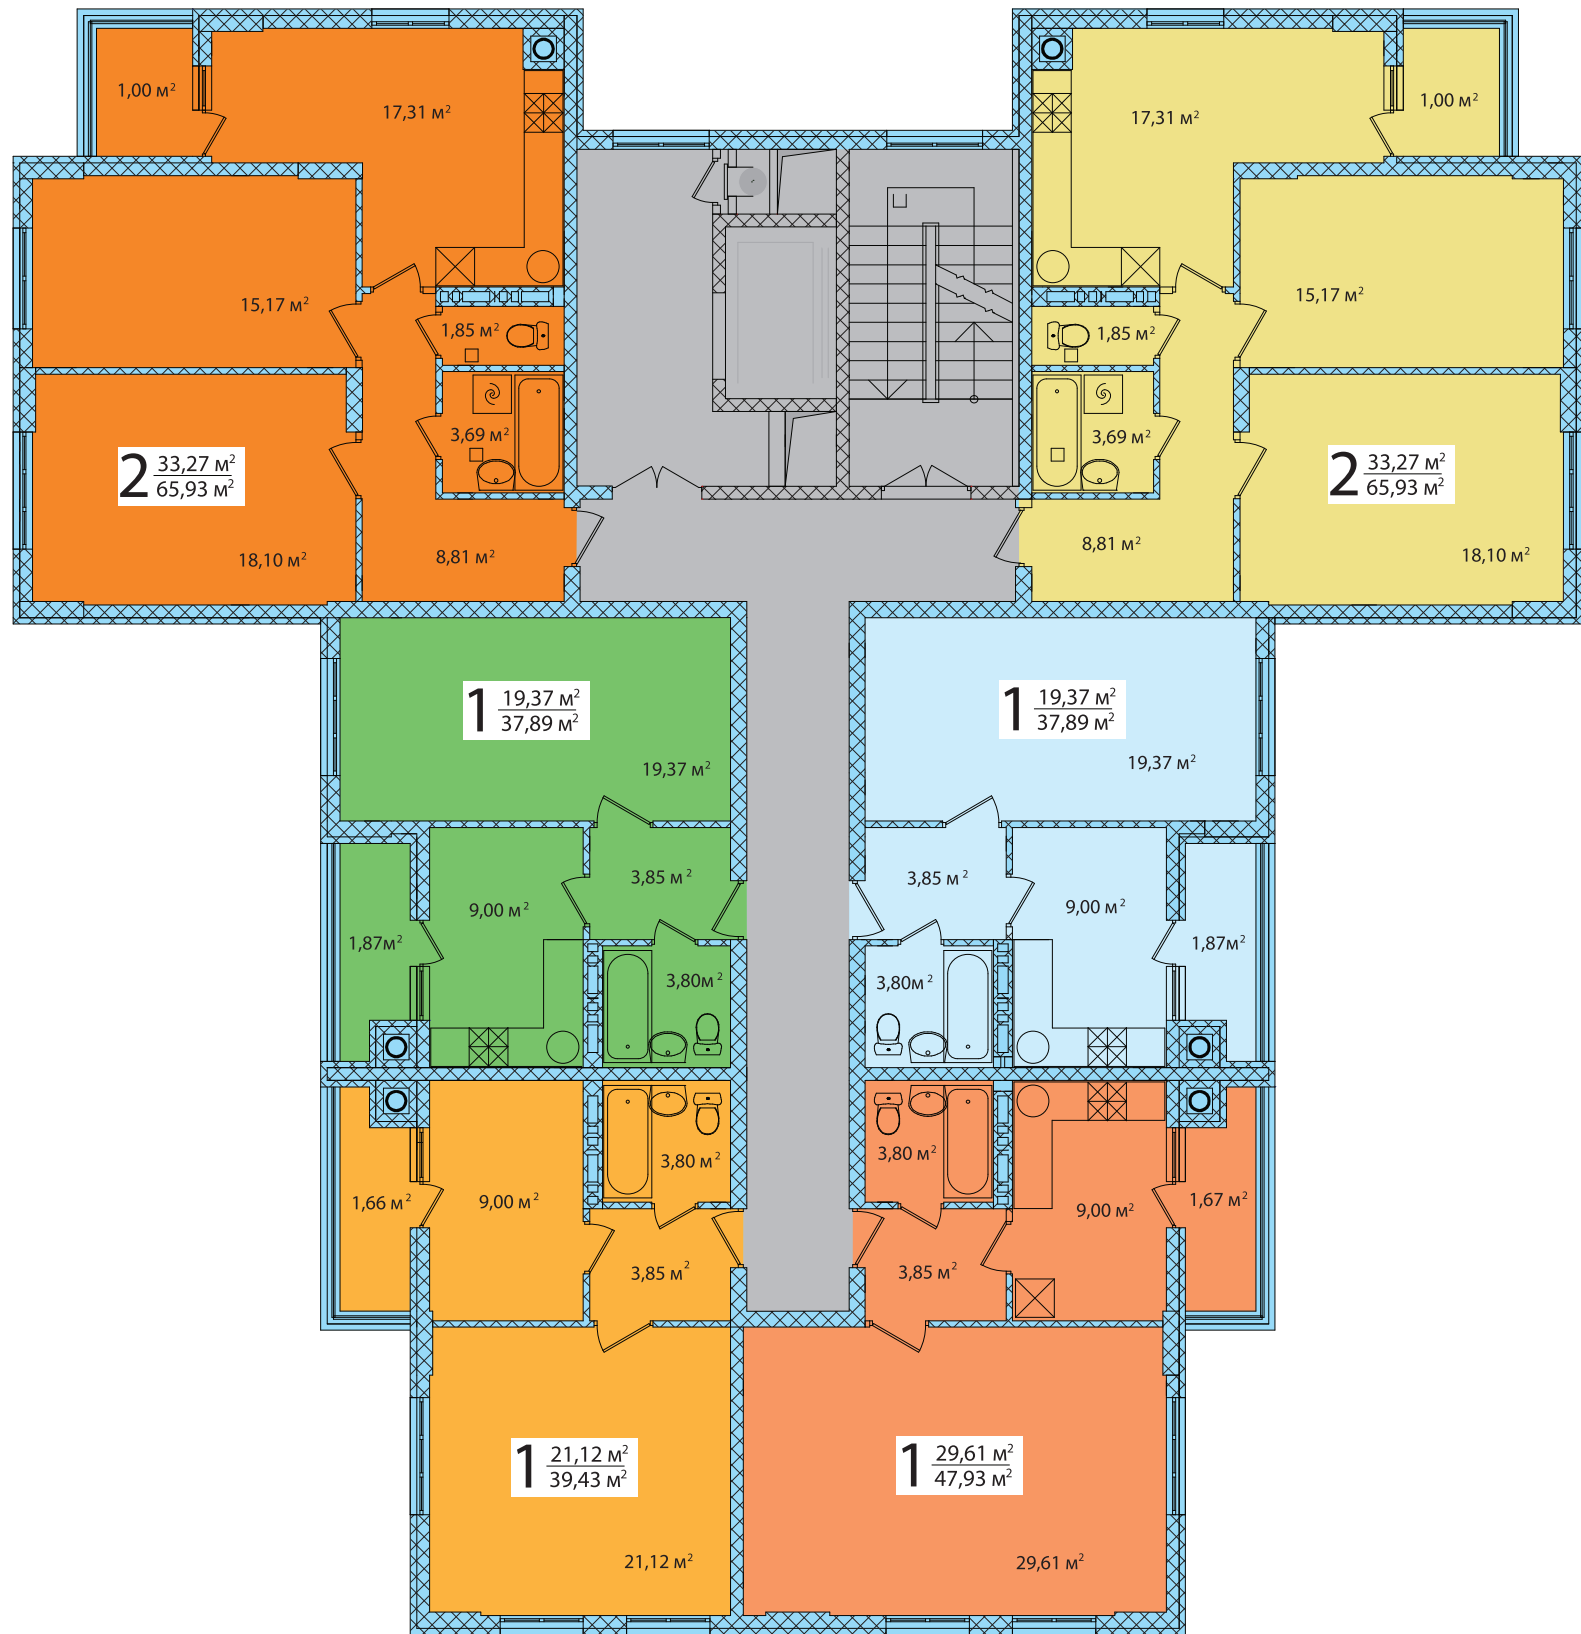 1,00 м²
17,31 м²
17,31 м²
1,00 м²
15,17 м²
1,85 м²
1,85 м²
15,17 м²
3,69 м²
3,69 м²
2 33,27 м²
65,93 м²
2 33,27 м²
65,93 м²
18,10 м²
8,81 м²
8,81 м²
18,10 м²
1 19,37 м²
37,89 м²
1 19,37 м²
37,89 м²
19,37 м²
19,37 м²
3,85 м²
3,85 м²
9,00 м²
9,00 м²
1,87м²
3,80м²
3,80м²
1,87м²
1,66 м²
9,00 м²
3,80 м²
3,80 м²
9,00 м²
1,67 м²
3,85 м²
3,85 м²
1 21,12 м²
39,43 м²
1 29,61 м²
47,93 м²
21,12 м²
29,61 м²